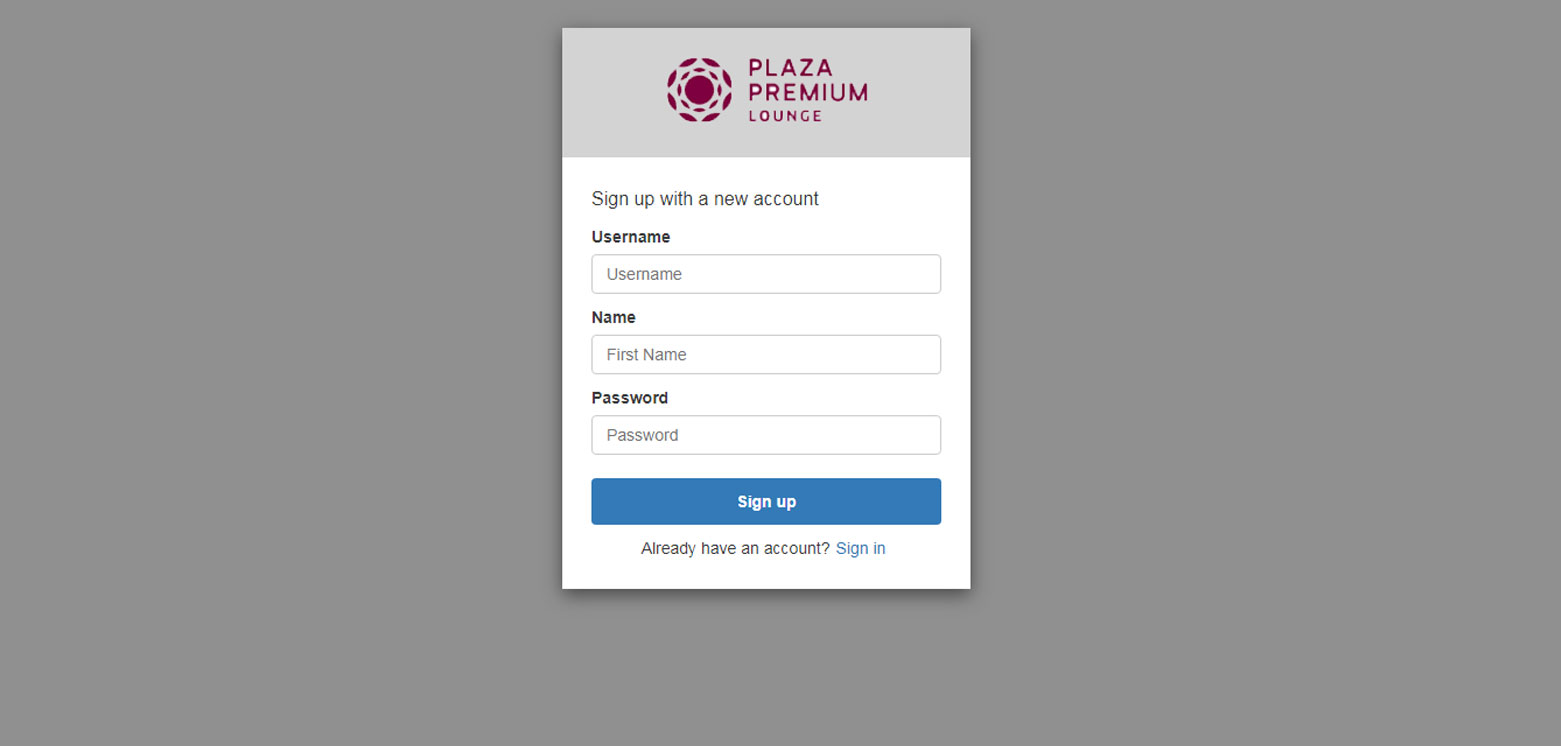 PLAZA
PREMIUM
LOUNGE
Sign up with a new account
Username
Username
Name
First Name
Password
Password
Sign up
Already have an account? Sign in